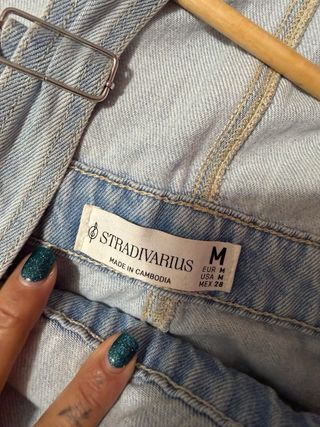 STRADIVARIUS
MADE IN CAMBODIA
M
EUR M
USA M
MEX 28